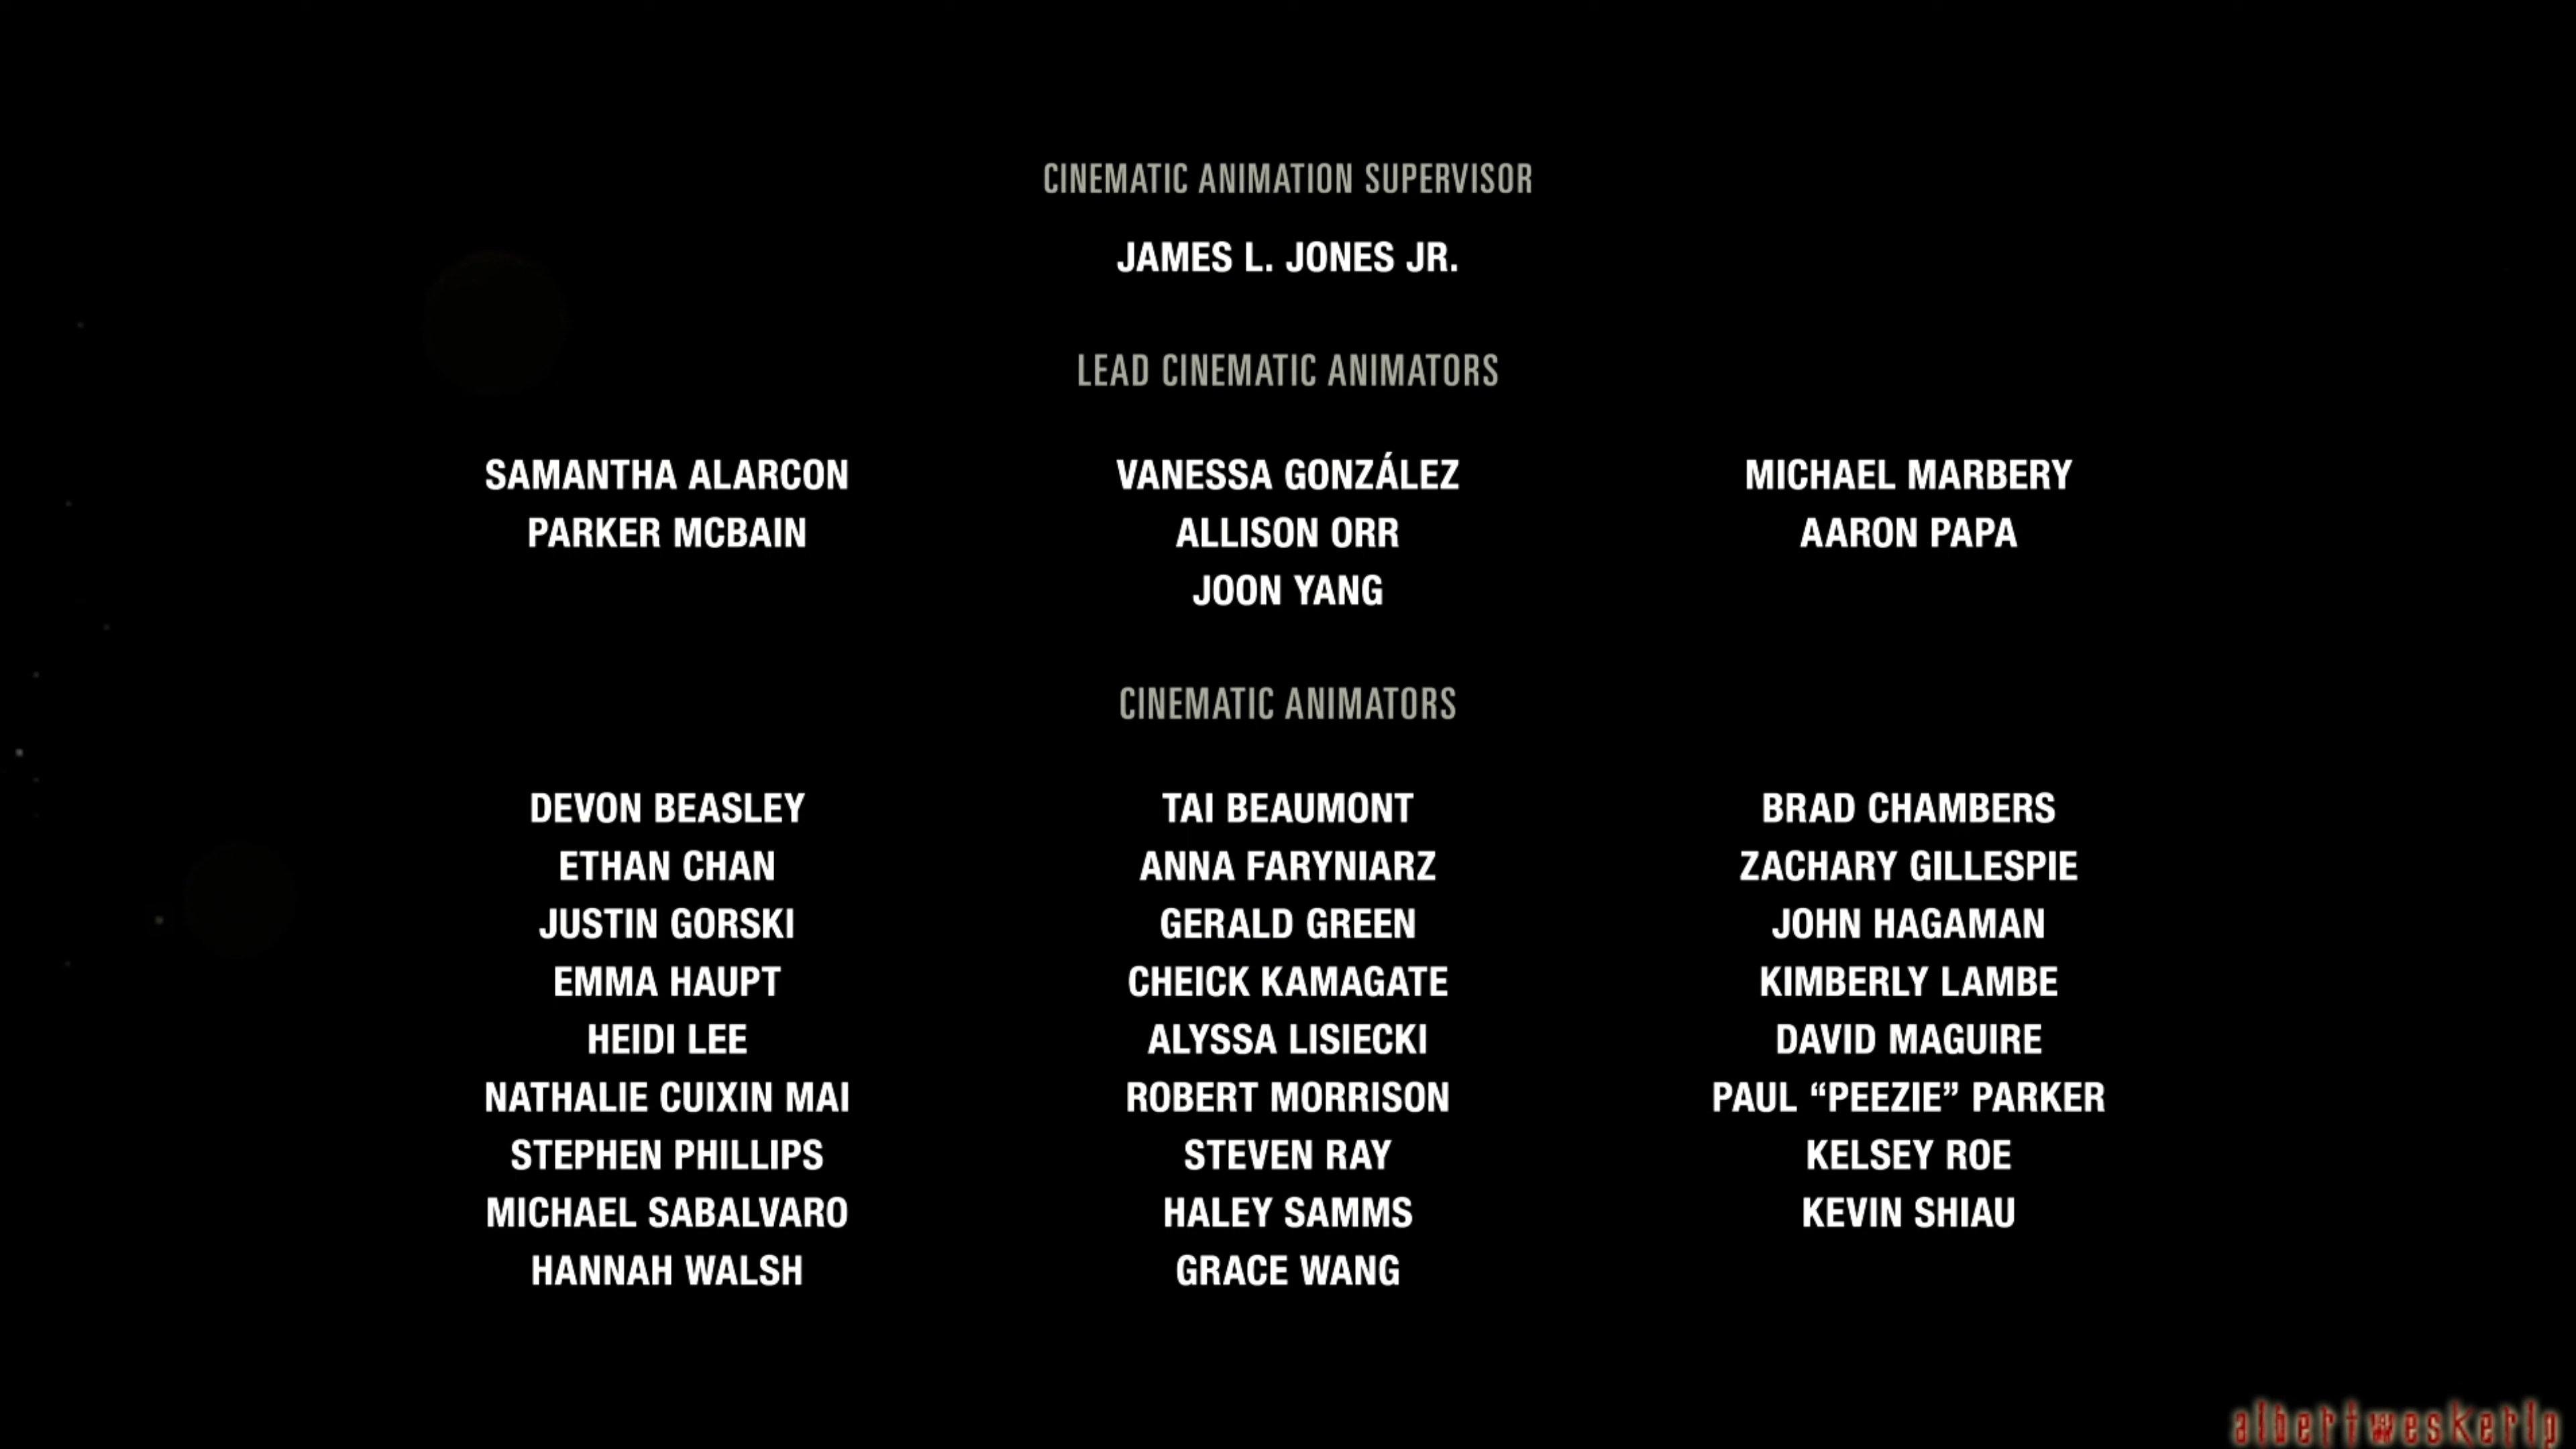 CINEMATIC ANIMATION SUPERVISOR
JAMES L. JONES JR.
LEAD CINEMATIC ANIMATORS
SAMANTHA ALARCON VANESSA GONZÁLEZ MICHAEL MARBERY
PARKER MCBAIN ALLISON ORR AARON PAPA
JOON YANG
CINEMATIC ANIMATORS
DEVON BEASLEY TAI BEAUMONT BRAD CHAMBERS
ETHAN CHAN ANNA FARYNIARZ ZACHARY GILLESPIE
JUSTIN GORSKI GERALD GREEN JOHN HAGAMAN
EMMA HAUPT CHEICK KAMAGATE KIMBERLY LAMBE
HEIDI LEE ALYSSA LISIECKI DAVID MAGUIRE
NATHALIE CUIXIN MAI ROBERT MORRISON PAUL “PEEZIE” PARKER
STEPHEN PHILLIPS STEVEN RAY KELSEY ROE
MICHAEL SABALVARO HALEY SAMMS KEVIN SHIAU
HANNAH WALSH GRACE WANG
albertweskerlp